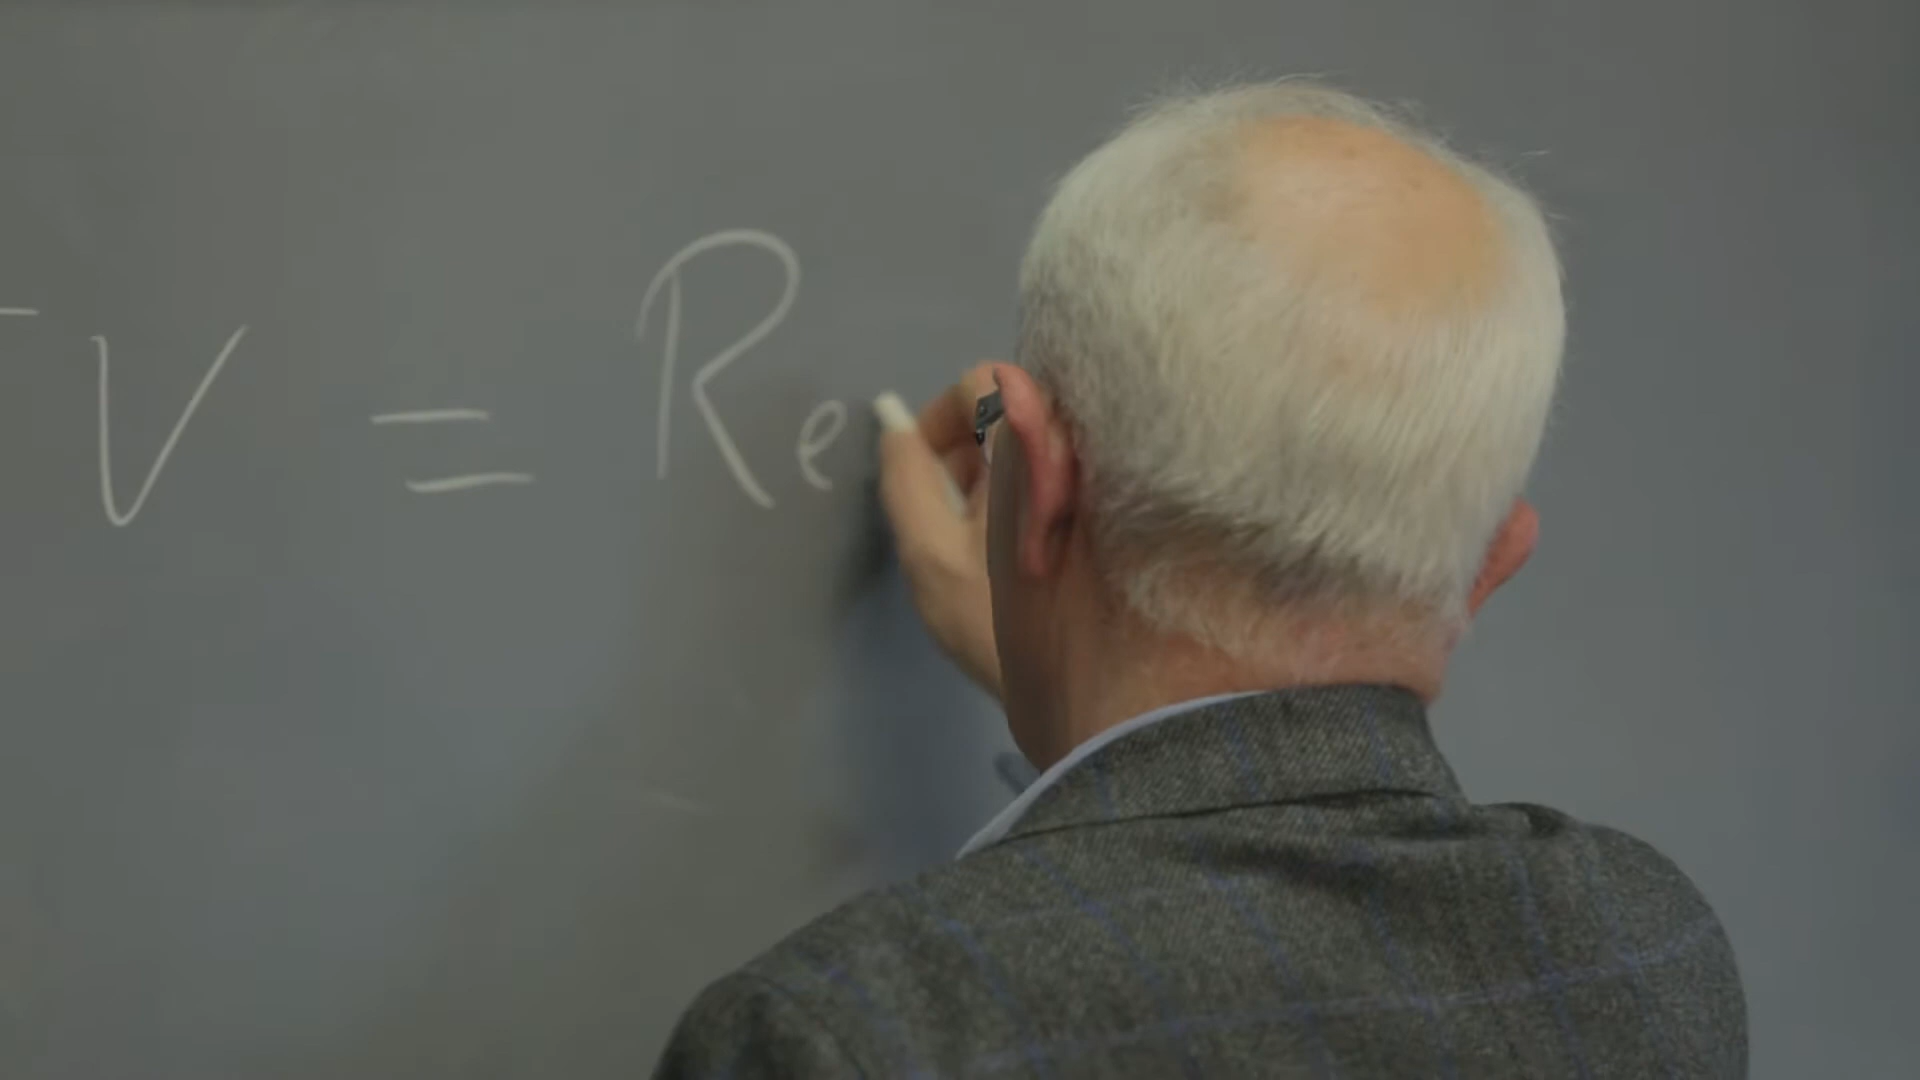 - V = Re